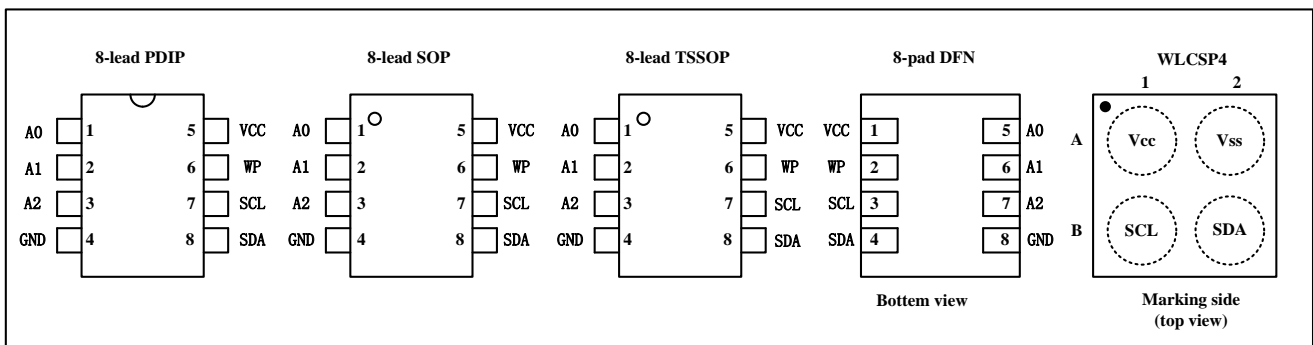 8-lead PDIP
A0 1 5 VCC
A1 2 6 WP
A2 3 7 SCL
GND 4 8 SDA
8-lead SOP
A0 1 5 VCC
A1 2 6 WP
A2 3 7 SCL
GND 4 8 SDA
8-lead TSSOP
A0 1 5 VCC
A1 2 6 WP
A2 3 7 SCL
GND 4 8 SDA
8-pad DFN
VCC 1 5 A0
WP 2 6 A1
SCL 3 7 A2
SDA 4 8 GND
Bottem view
WLCSP4
1 2
A Vcc Vss
B SCL SDA
Marking side
(top view)